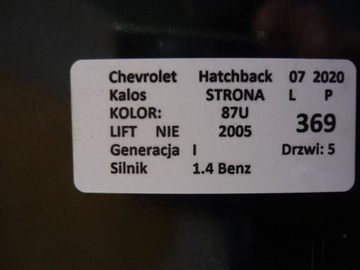 Chevrolet Hatchback 07 2020
Kalos STRONA L P
KOLOR: 87U
LIFT NIE 2005 369
Generacja I Drzwi: 5
Silnik 1.4 Benz